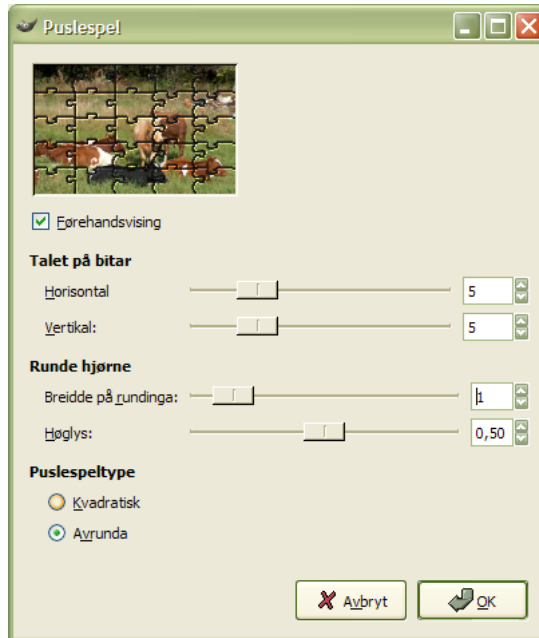 Puslespel
Førehandsvising
Talet på bitar
Horisontal 5
Vertikal: 5
Runde hjørne
Breidde på rundinga: 1
Høglys: 0,50
Puslespeltype
Kvadratisk
Avrunda
Avbryt OK